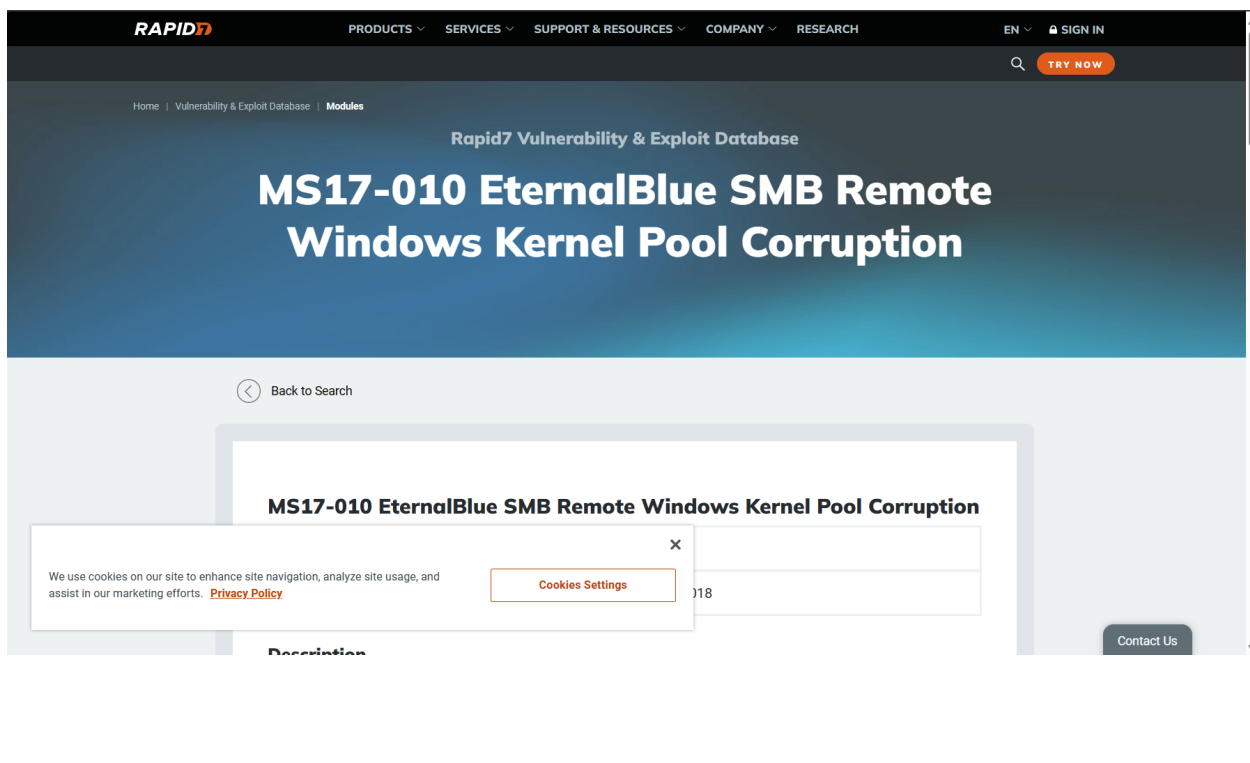 RAPID7
PRODUCTS SERVICES SUPPORT & RESOURCES COMPANY RESEARCH EN SIGN IN
TRY NOW
Home | Vulnerability & Exploit Database | Modules
Rapid7 Vulnerability & Exploit Database
MS17-010 EternalBlue SMB Remote
Windows Kernel Pool Corruption
Back to Search
MS17-010 EternalBlue SMB Remote Windows Kernel Pool Corruption
We use cookies on our site to enhance site navigation, analyze site usage, and
assist in our marketing efforts. Privacy Policy
Cookies Settings
018
Description
Contact Us